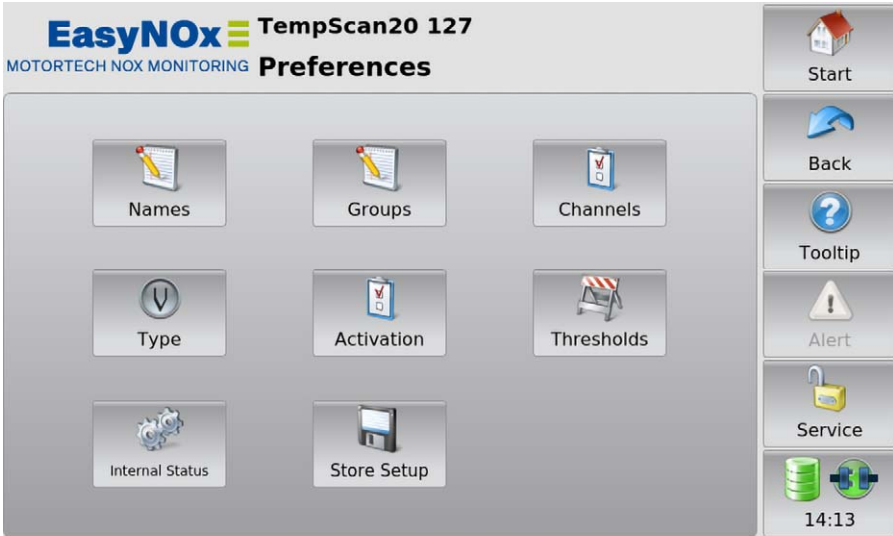 EasyNOx
MOTORTECH NOX MONITORING
TempScan20 127
Preferences
Names
Groups
Channels
Type
Activation
Thresholds
Internal Status
Store Setup
Start
Back
Tooltip
Alert
Service
14:13